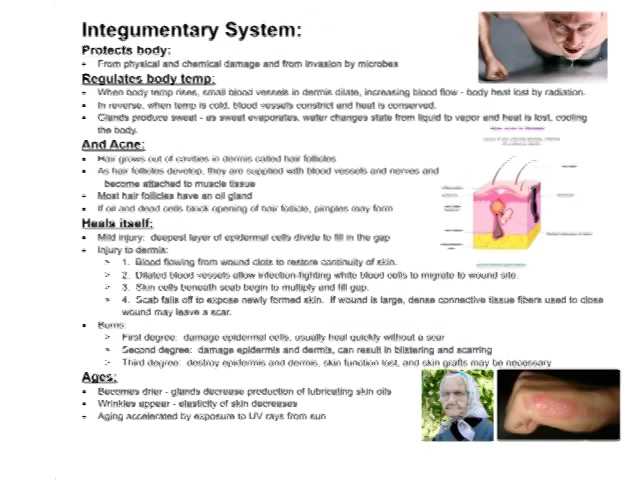 Integumentary System:
Protects body:
• From physical and chemical damage and from invasion by microbes
Regulates body temp:
• When body temp rises, small blood vessels in dermis dilate, increasing blood flow - body heat lost by radiation.
• In reverse, when temp is cold, blood vessels constrict and heat is conserved.
• Glands produce sweat - as sweat evaporates, water changes state from liquid to vapor and heat is lost, cooling
the body.
And Acne:
• Hair grows out of cavities in dermis called hair follicles
• As hair follicles develop, they are supplied with blood vessels and nerves and
become attached to muscle tissue
• Most hair follicles have an oil gland
• If oil and dead cells block opening of hair follicle, pimples may form
Heals itself:
• Mild injury: deepest layer of epidermal cells divide to fill in the gap
• Injury to dermis:
➢ 1. Blood flowing from wound clots to restore continuity of skin.
➢ 2. Dilated blood vessels allow infection-fighting white blood cells to migrate to wound site.
➢ 3. Skin cells beneath scab begin to multiply and fill gap.
➢ 4. Scab falls off to expose newly formed skin. If wound is large, dense connective tissue fibers used to close
wound may leave a scar.
• Burns:
➢ First degree: damage epidermal cells, usually heal quickly without a scar
➢ Second degree: damage epidermis and dermis, can result in blistering and scarring
➢ Third degree: destroy epidermis and dermis, skin function lost, and skin grafts may be necessary
Ages:
• Becomes drier - glands decrease production of lubricating skin oils
• Wrinkles appear - elasticity of skin decreases
• Aging accelerated by exposure to UV rays from sun